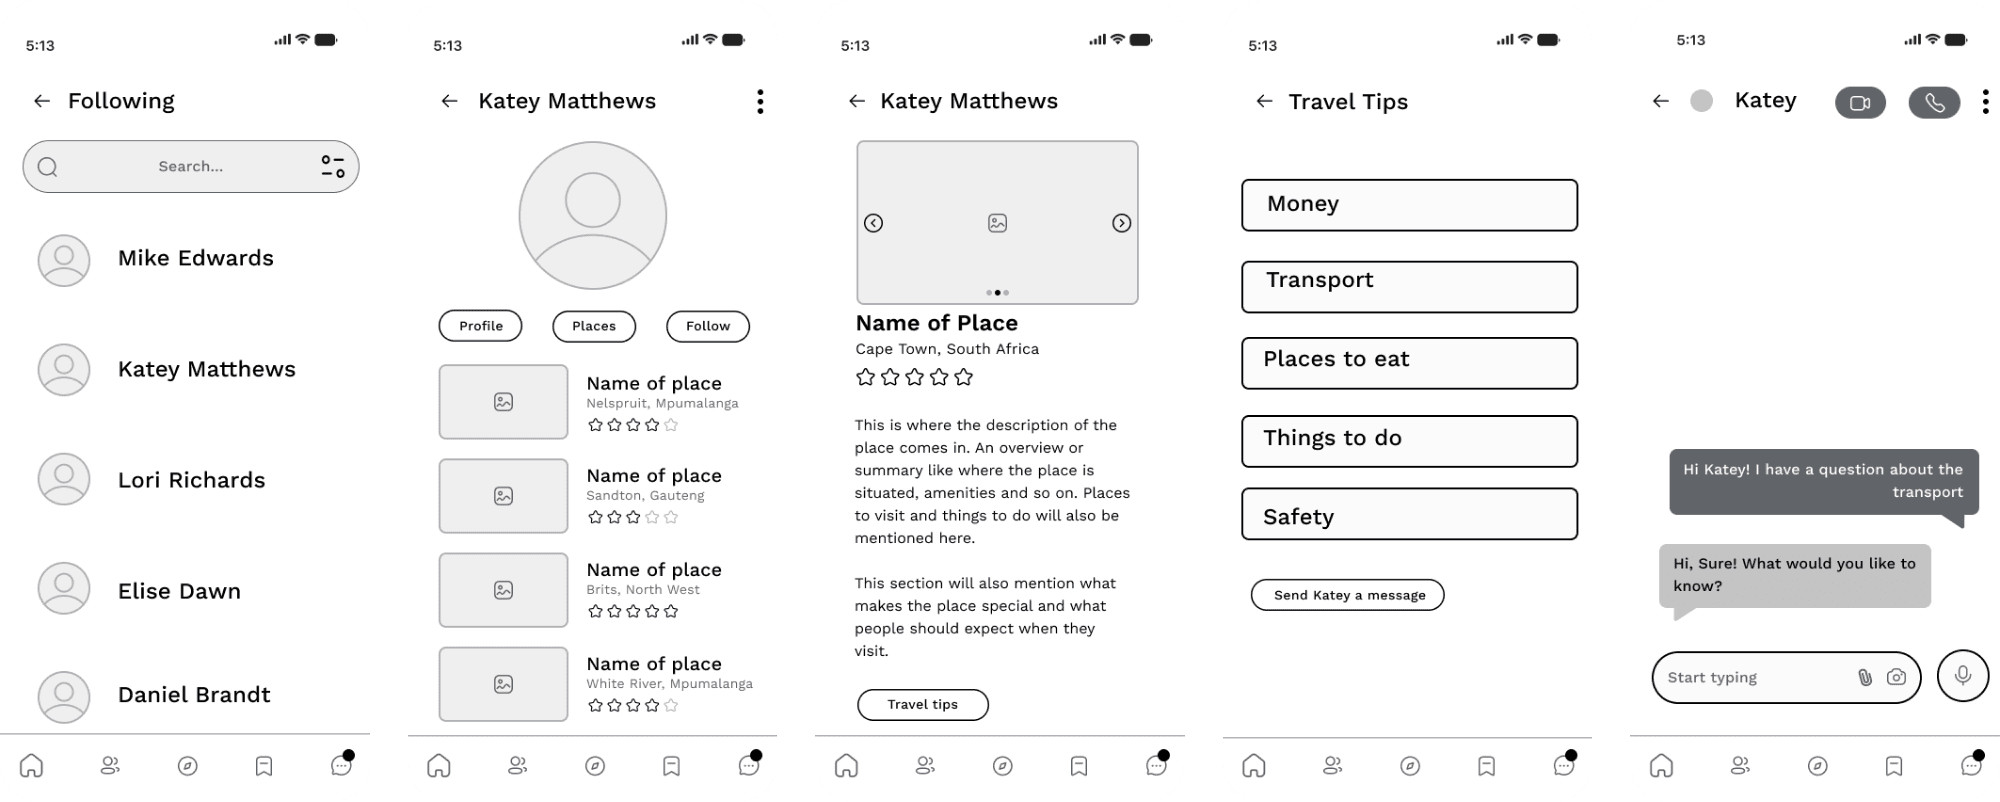 5:13
Following
Search...
Mike Edwards
Katey Matthews
Lori Richards
Elise Dawn
Daniel Brandt
5:13
Katey Matthews
Profile
Places
Follow
Name of place
Nelspruit, Mpumalanga
Name of place
Sandton, Gauteng
Name of place
Brits, North West
Name of place
White River, Mpumalanga
5:13
Katey Matthews
Name of Place
Cape Town, South Africa
This is where the description of the
place comes in. An overview or
summary like where the place is
situated, amenities and so on. Places
to visit and things to do will also be
mentioned here.
This section will also mention what
makes the place special and what
people should expect when they
visit.
Travel tips
5:13
Travel Tips
Money
Transport
Places to eat
Things to do
Safety
Send Katey a message
5:13
Katey
Hi Katey! I have a question about the
transport
Hi, Sure! What would you like to
know?
Start typing